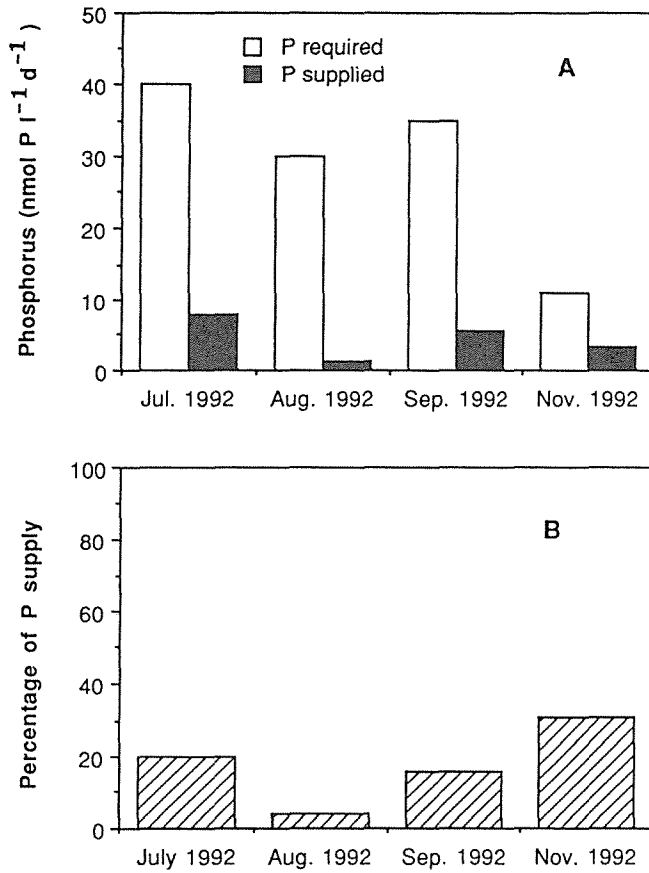 Phosphorus (nmol P l⁻¹ d⁻¹)
50
40
30
20
10
0
P required
P supplied
A
Jul. 1992
Aug. 1992
Sep. 1992
Nov. 1992
Percentage of P supply
100
80
60
40
20
0
B
July 1992
Aug. 1992
Sep. 1992
Nov. 1992